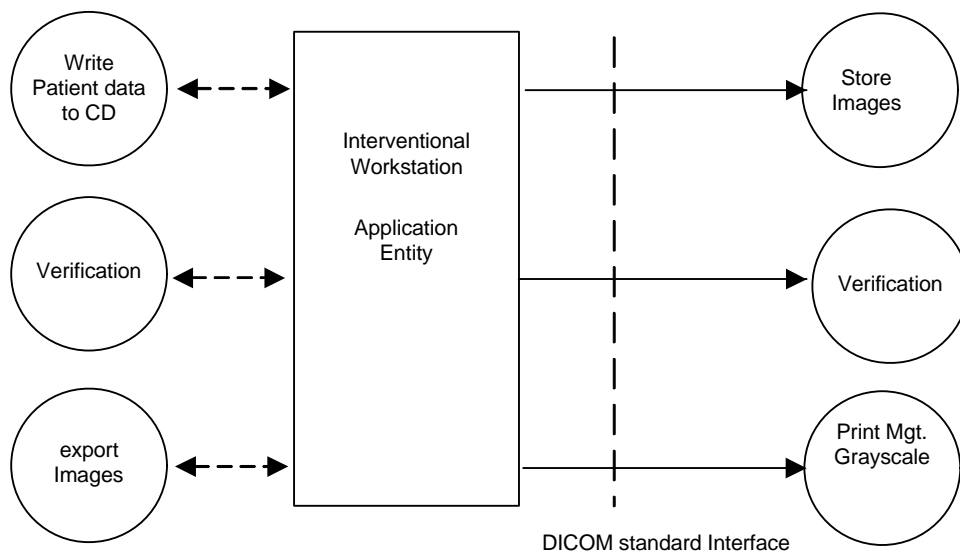 Write
Patient data
to CD
Interventional
Workstation
Application
Entity
Store
Images
Verification
Verification
export
Images
Print Mgt.
Grayscale
DICOM standard Interface